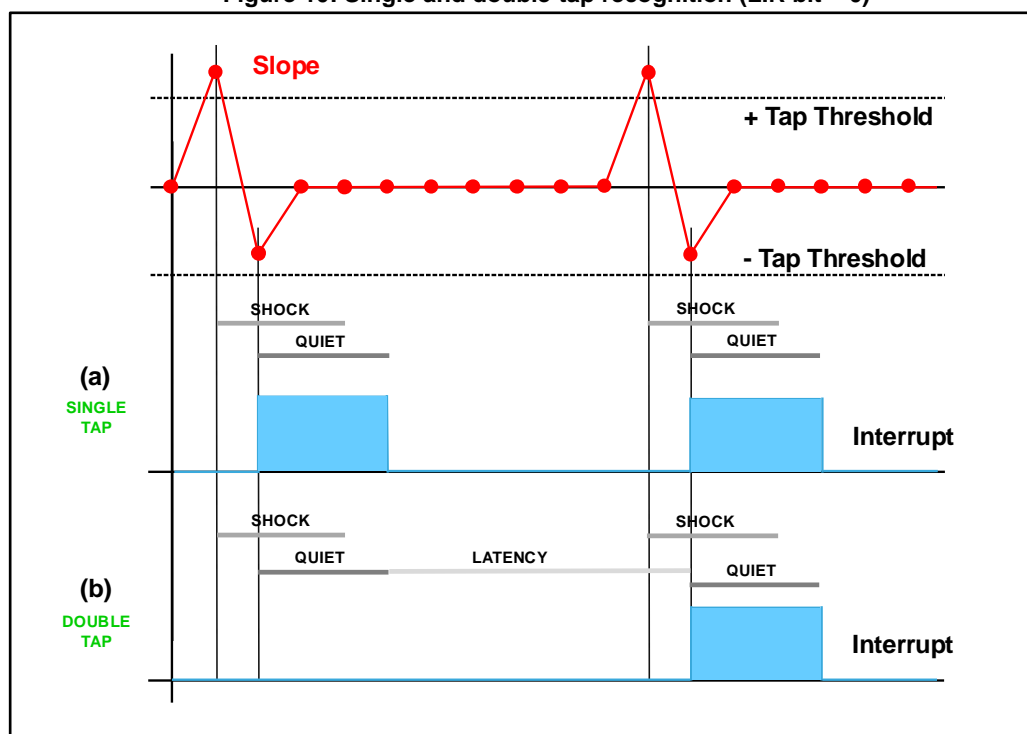 Slope
+ Tap Threshold
- Tap Threshold
SHOCK
SHOCK
QUIET
QUIET
(a)
SINGLE
TAP
Interrupt
SHOCK
SHOCK
QUIET
LATENCY
QUIET
(b)
DOUBLE
TAP
Interrupt